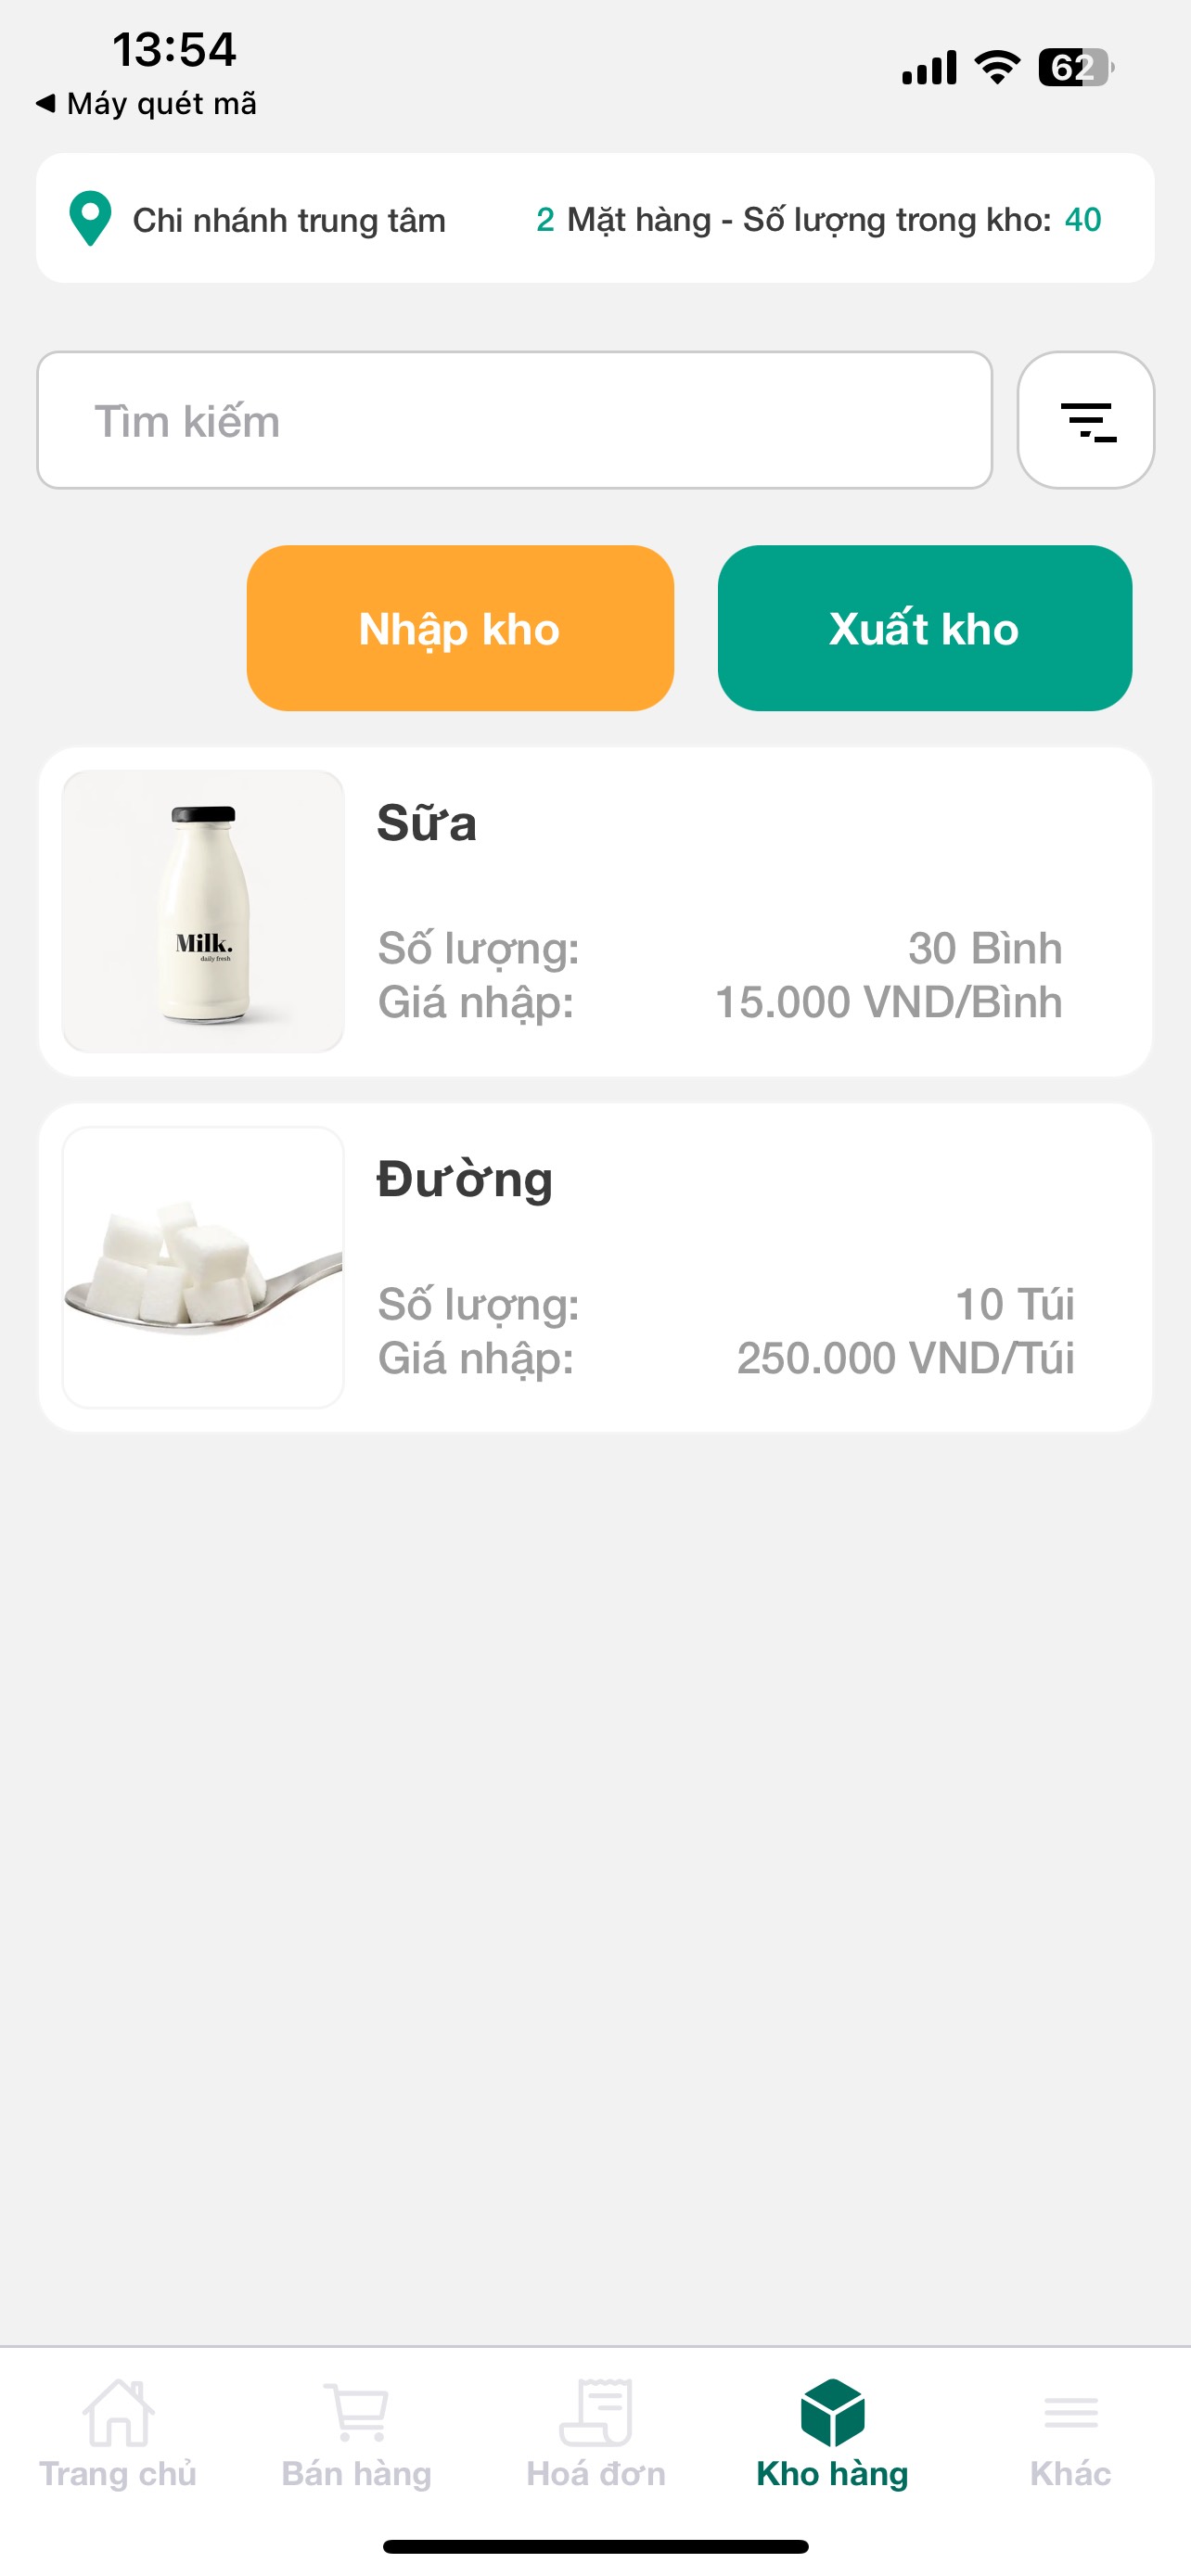 13:54
62
◀ Máy quét mã
Chi nhánh trung tâm
2 Mặt hàng - Số lượng trong kho: 40
Tìm kiếm
Nhập kho
Xuất kho
Sữa
Milk.
daily fresh
Số lượng: 30 Bình
Giá nhập: 15.000 VND/Bình
Đường
Số lượng: 10 Túi
Giá nhập: 250.000 VND/Túi
Trang chủ
Bán hàng
Hoá đơn
Kho hàng
Khác